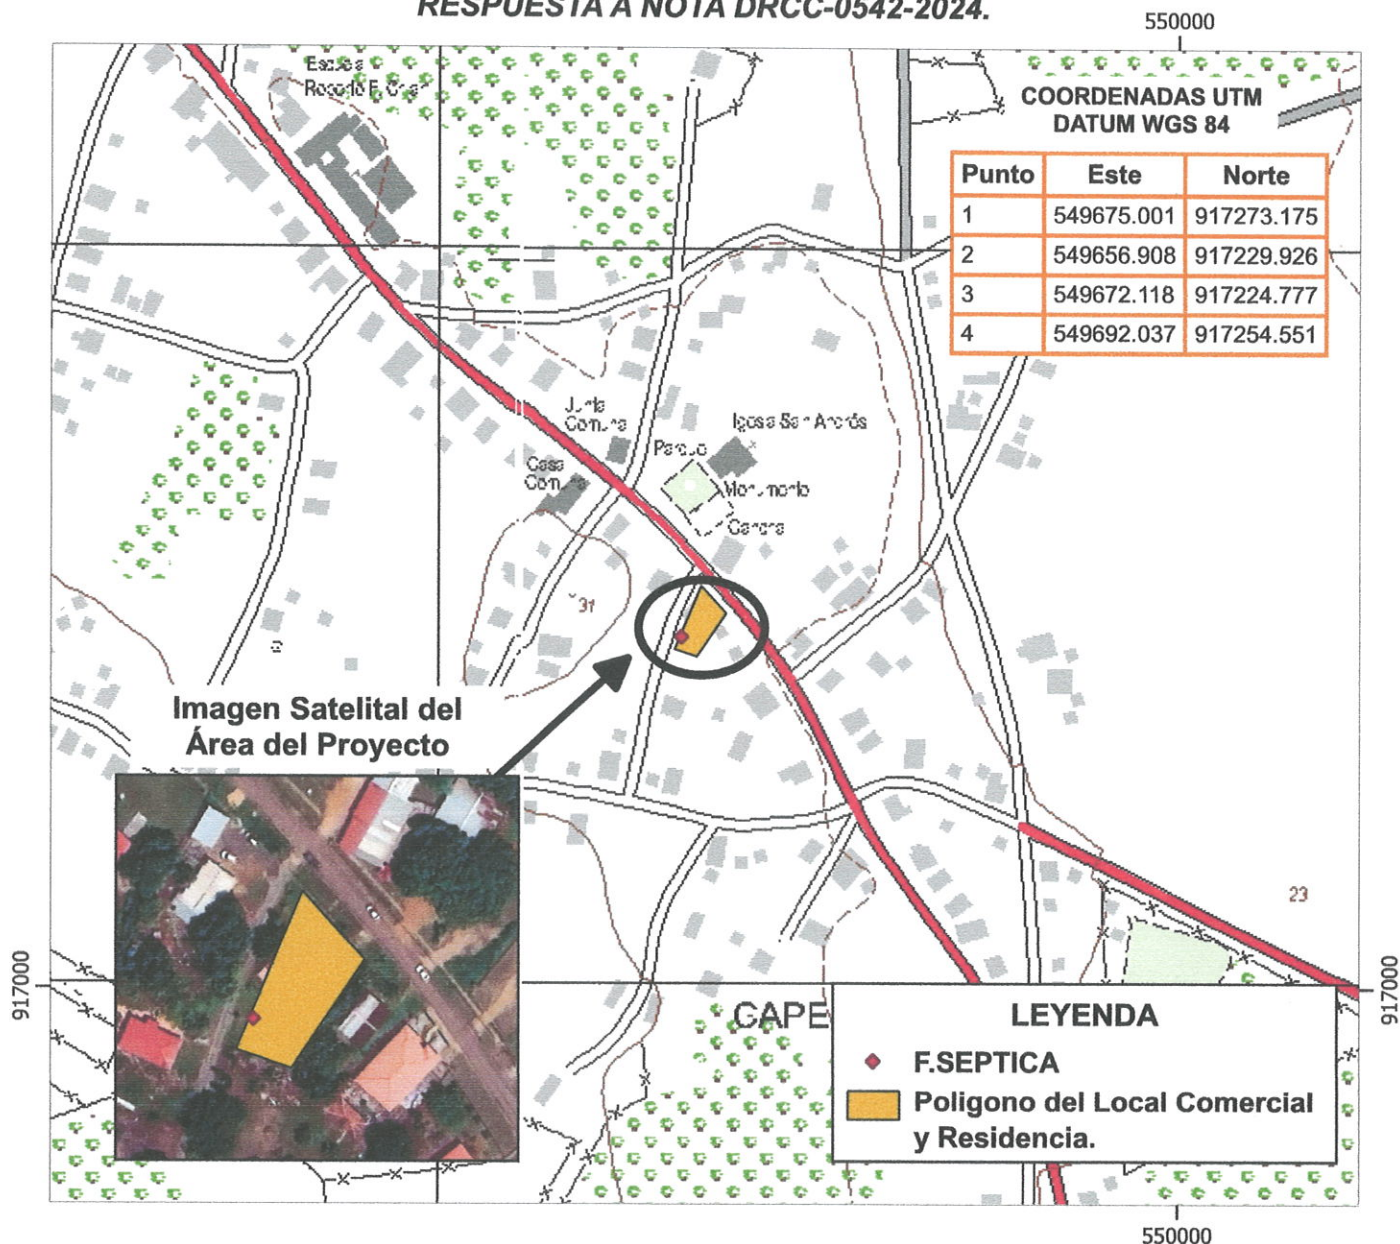 RESPUESTA A NOTA DRCC-0542-2024.
550000
COORDENADAS UTM
DATUM WGS 84
Punto Este Norte
1 549675.001 917273.175
2 549656.908 917229.926
3 549672.118 917224.777
4 549692.037 917254.551
Parque
31
Imagen Satelital del
Área del Proyecto
23
917000
917000
CAPE
LEYENDA
F.SEPTICA
Poligono del Local Comercial
y Residencia.
550000